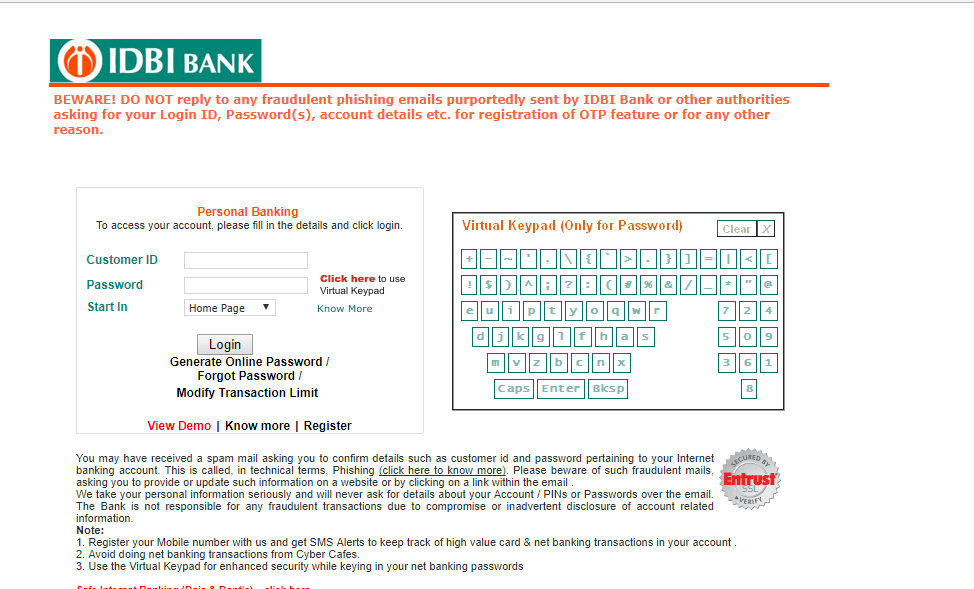 IDBI BANK
BEWARE! DO NOT reply to any fraudulent phishing emails purportedly sent by IDBI Bank or other authorities
asking for your Login ID, Password(s), account details etc. for registration of OTP feature or for any other
reason.
Personal Banking
To access your account, please fill in the details and click login.
Customer ID
Password
Click here to use
Virtual Keypad
Start In
Home Page
Know More
Login
Generate Online Password /
Forgot Password /
Modify Transaction Limit
View Demo | Know more | Register
Virtual Keypad (Only for Password)
Clear X
+ − ~ ' , \ { ` > . } ] = | < [
! $ ) ^ ; ? : ( # % & / _ * " @
e u i p t y o q w r 7 2 4
d j k g l f h a s 5 0 9
m v z b c n x 3 6 1
Caps Enter Bksp 8
You may have received a spam mail asking you to confirm details such as customer id and password pertaining to your Internet
banking account. This is called, in technical terms, Phishing (click here to know more). Please beware of such fraudulent mails,
asking you to provide or update such information on a website or by clicking on a link within the email .
We take your personal information seriously and will never ask for details about your Account / PINs or Passwords over the email.
The Bank is not responsible for any fraudulent transactions due to compromise or inadvertent disclosure of account related
information.
Note:
1. Register your Mobile number with us and get SMS Alerts to keep track of high value card & net banking transactions in your account .
2. Avoid doing net banking transactions from Cyber Cafes.
3. Use the Virtual Keypad for enhanced security while keying in your net banking passwords
SECURED BY
Entrust
SSL
VERIFY